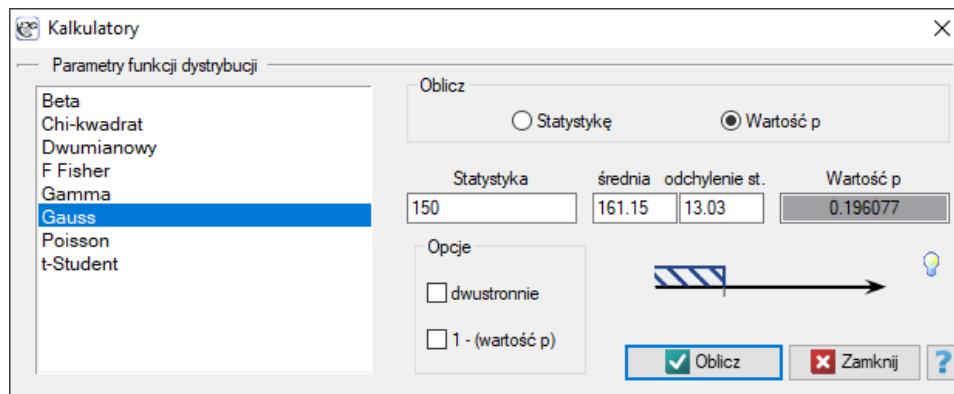 Kalkulatory
Parametry funkcji dystrybucji
Beta
Chi-kwadrat
Dwumianowy
F Fisher
Gamma
Gauss
Poisson
t-Student
Oblicz
Statystykę
Wartość p
Statystyka
średnia
odchylenie st.
Wartość p
150
161.15
13.03
0.196077
Opcje
dwustronnie
1 - (wartość p)
Oblicz
Zamknij
?